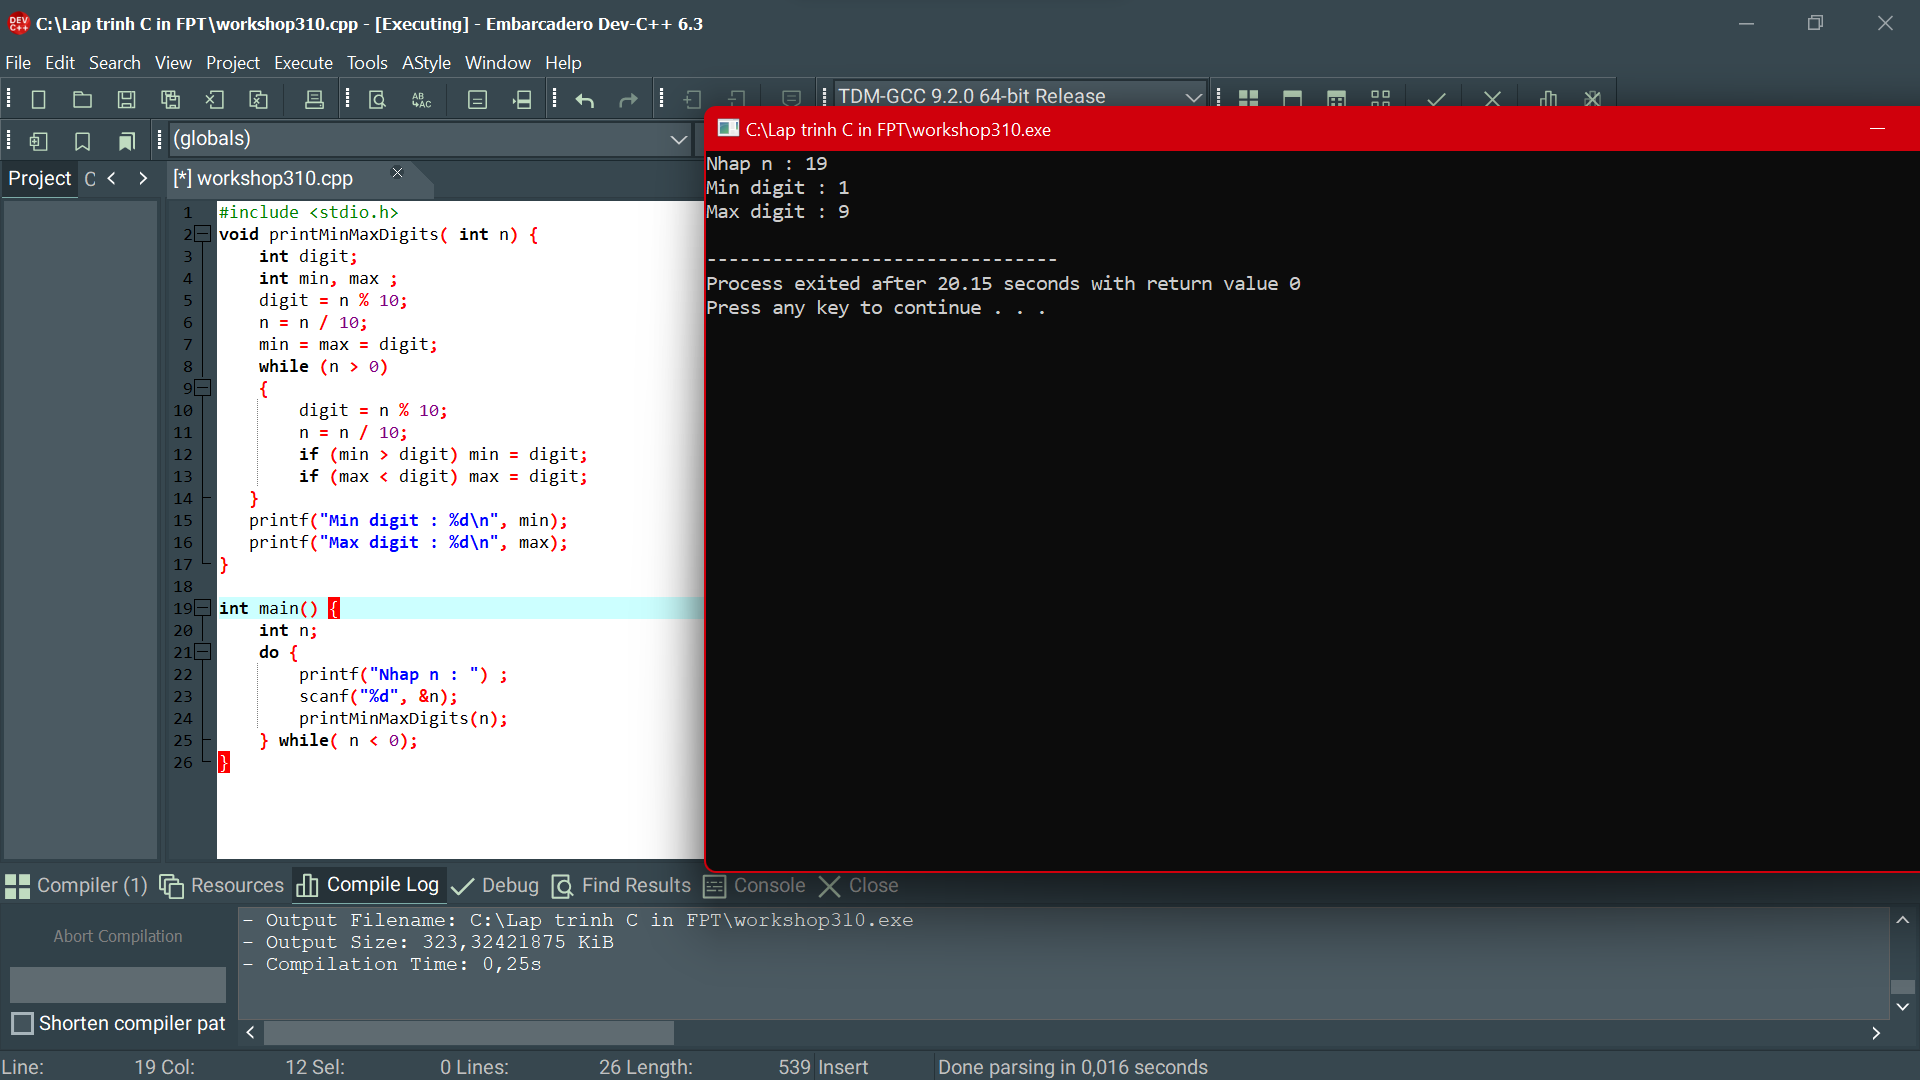 C:\Lap trinh C in FPT\workshop310.cpp - [Executing] - Embarcadero Dev-C++ 6.3
File Edit Search View Project Execute Tools AStyle Window Help
TDM-GCC 9.2.0 64-bit Release
(globals)
Project C
[*] workshop310.cpp
1 #include <stdio.h>
2 void printMinMaxDigits( int n) {
3 int digit;
4 int min, max ;
5 digit = n % 10;
6 n = n / 10;
7 min = max = digit;
8 while (n > 0)
9 {
10 digit = n % 10;
11 n = n / 10;
12 if (min > digit) min = digit;
13 if (max < digit) max = digit;
14 }
15 printf("Min digit : %d\n", min);
16 printf("Max digit : %d\n", max);
17 }
18
19 int main() {
20 int n;
21 do {
22 printf("Nhap n : ") ;
23 scanf("%d", &n);
24 printMinMaxDigits(n);
25 } while( n < 0);
26 }
C:\Lap trinh C in FPT\workshop310.exe
Nhap n : 19
Min digit : 1
Max digit : 9
--------------------------------
Process exited after 20.15 seconds with return value 0
Press any key to continue . . .
Compiler (1) Resources Compile Log Debug Find Results Console Close
Abort Compilation
Shorten compiler pat
- Output Filename: C:\Lap trinh C in FPT\workshop310.exe
- Output Size: 323,32421875 KiB
- Compilation Time: 0,25s
Line: 19 Col: 12 Sel: 0 Lines: 26 Length: 539 Insert Done parsing in 0,016 seconds